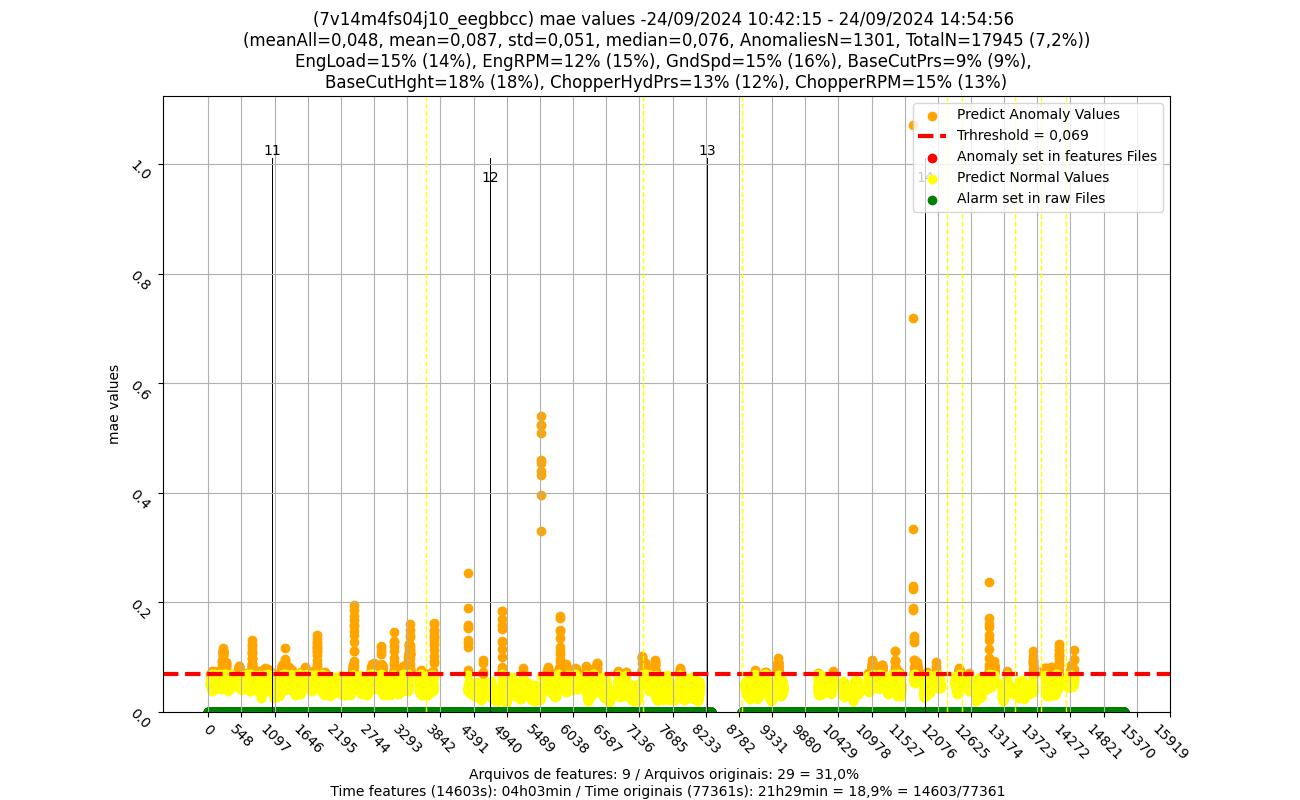 (7v14m4fs04j10_eegbbcc) mae values -24/09/2024 10:42:15 - 24/09/2024 14:54:56
(meanAll=0,048, mean=0,087, std=0,051, median=0,076, AnomaliesN=1301, TotalN=17945 (7,2%))
EngLoad=15% (14%), EngRPM=12% (15%), GndSpd=15% (16%), BaseCutPrs=9% (9%),
BaseCutHght=18% (18%), ChopperHydPrs=13% (12%), ChopperRPM=15% (13%)
Predict Anomaly Values
Trhreshold = 0,069
Anomaly set in features Files
Predict Normal Values
Alarm set in raw Files
11
12
13
14
mae values
1.0
0.8
0.6
0.4
0.2
0.0
0 548 1097 1646 2195 2744 3293 3842 4391 4940 5489 6038 6587 7136 7685 8233 8782 9331 9880 10429 10978 11527 12076 12625 13174 13723 14272 14821 15370 15919
Arquivos de features: 9 / Arquivos originais: 29 = 31,0%
Time features (14603s): 04h03min / Time originais (77361s): 21h29min = 18,9% = 14603/77361